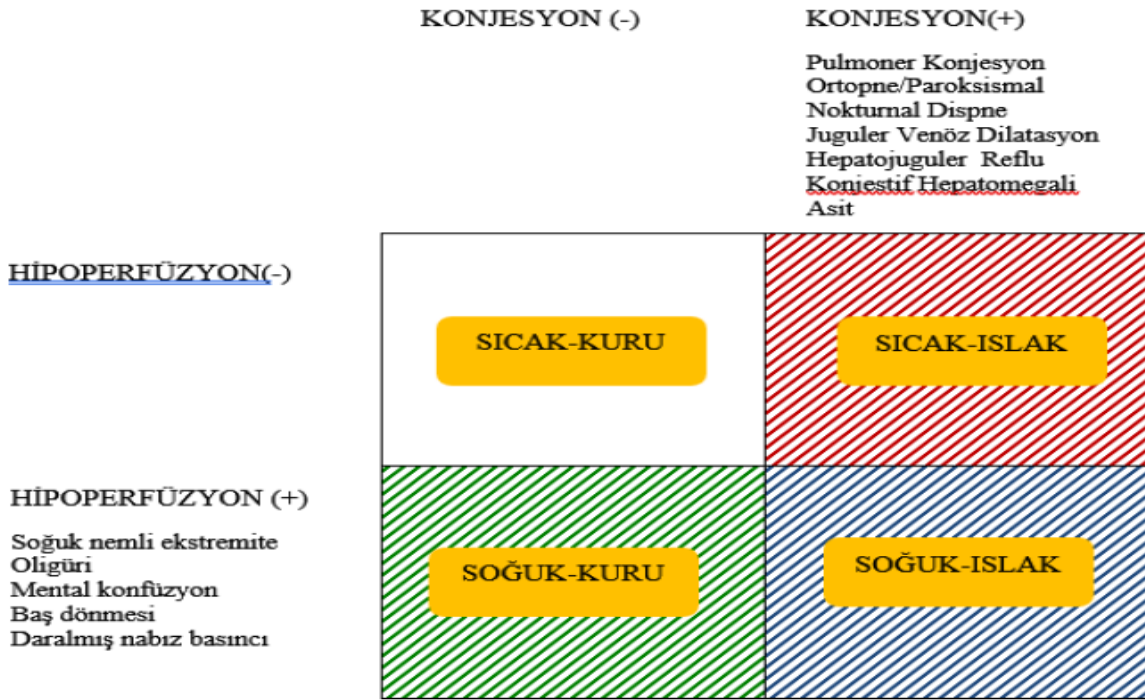 KONJESYON (-)
KONJESYON(+)
Pulmoner Konjesyon
Ortopne/Paroksismal
Nokturnal Dispne
Juguler Venöz Dilatasyon
Hepatojuguler Reflu
Konjestif Hepatomegali
Asit
HİPOPERFÜZYON(-)
SICAK-KURU
SICAK-ISLAK
HİPOPERFÜZYON (+)
Soğuk nemli ekstremite
Oligüri
Mental konfüzyon
Baş dönmesi
Daralmış nabız basıncı
SOĞUK-KURU
SOĞUK-ISLAK